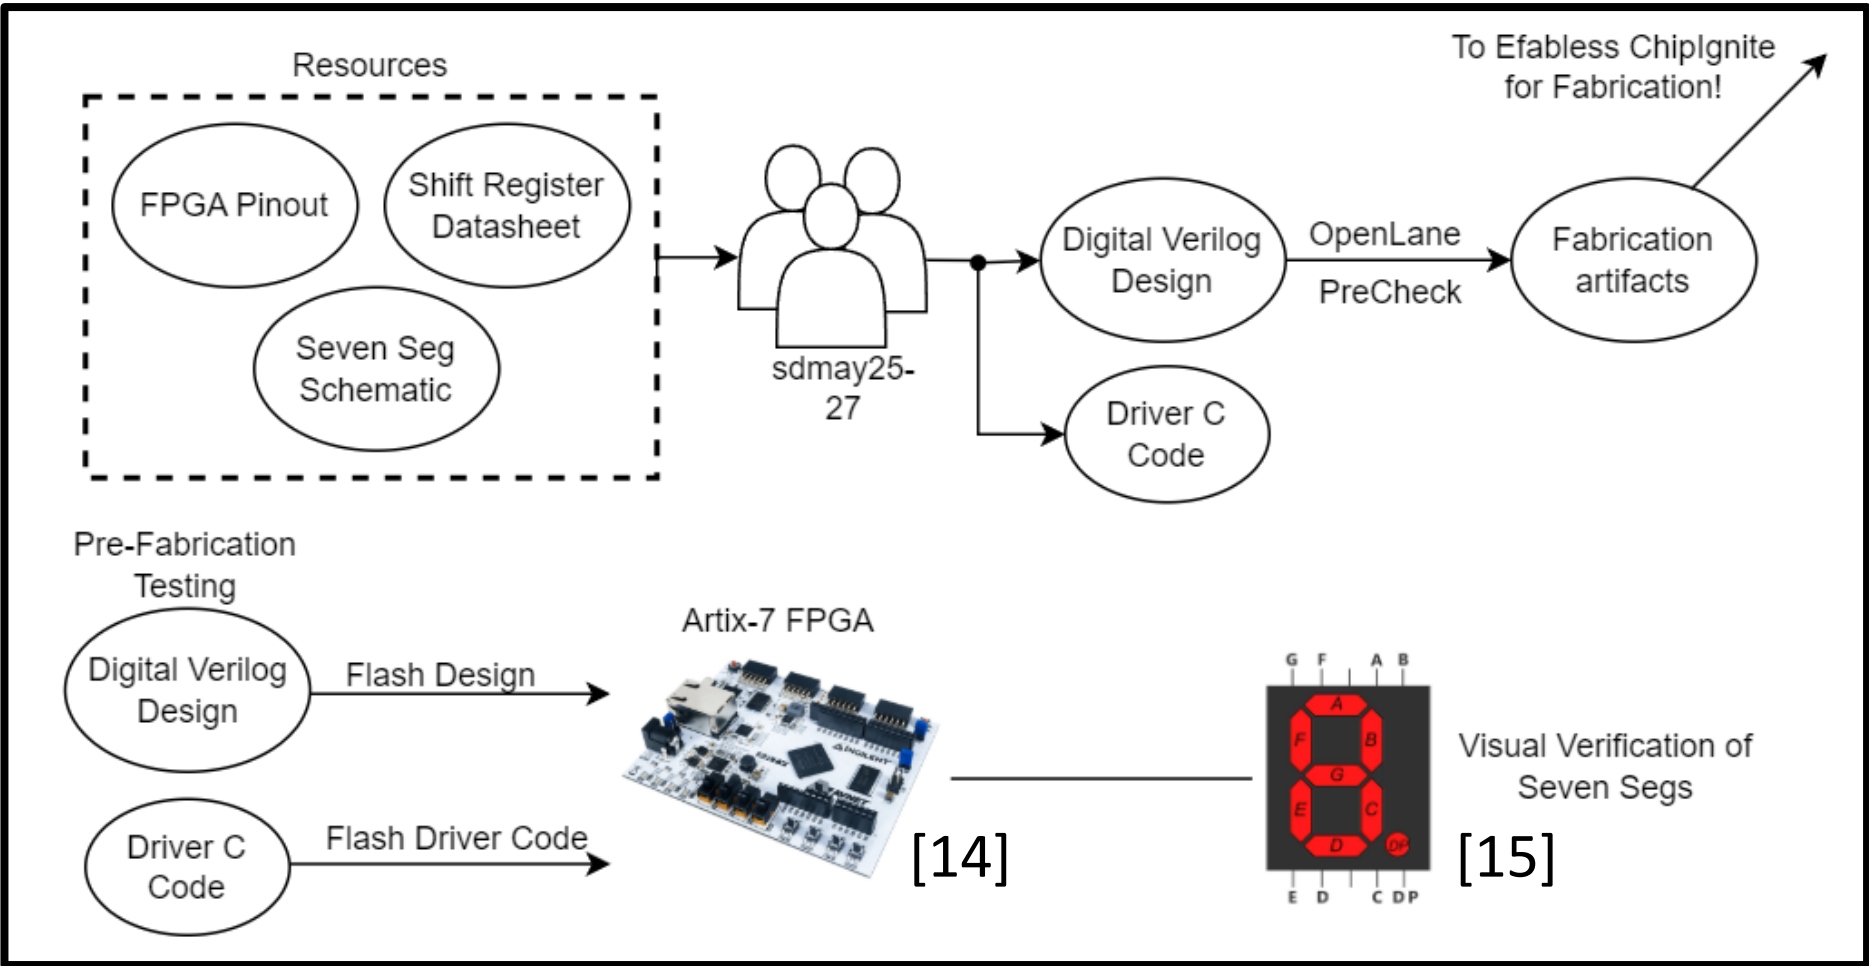 Resources
FPGA Pinout
Shift Register
Datasheet
Seven Seg
Schematic
sdmay25-
27
Digital Verilog
Design
Driver C
Code
OpenLane
PreCheck
Fabrication
artifacts
To Efabless ChipIgnite
for Fabrication!
Pre-Fabrication
Testing
Digital Verilog
Design
Flash Design
Driver C
Code
Flash Driver Code
Artix-7 FPGA
DIGILENT
AVNET
[14]
G F A B
A
F B
G
E C
D DP
E D C DP
[15]
Visual Verification of
Seven Segs